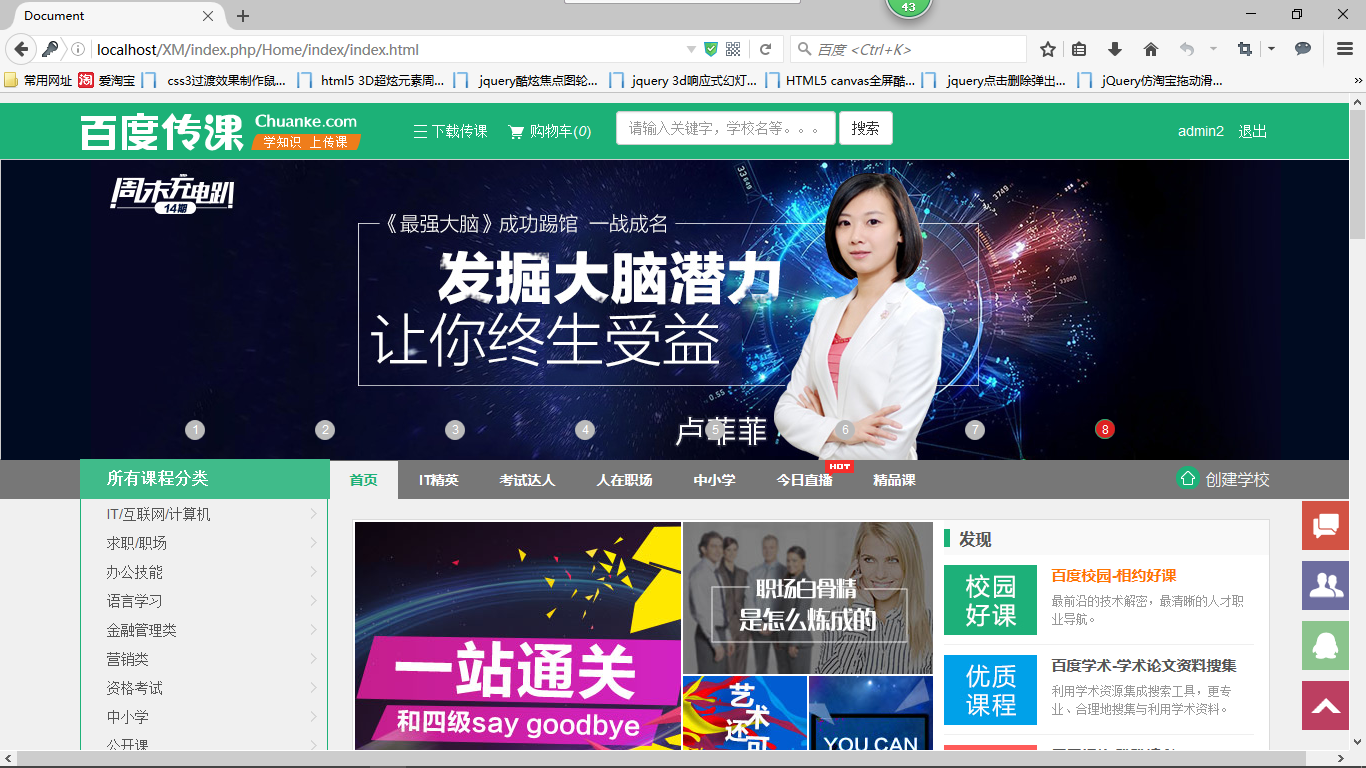 Document
43
localhost/XM/index.php/Home/index/index.html
百度 <Ctrl+K>
常用网址
淘 爱淘宝
css3过渡效果制作鼠...
html5 3D超炫元素周...
jquery酷炫焦点图轮...
jquery 3d响应式幻灯...
HTML5 canvas全屏酷...
jquery点击删除弹出...
jQuery仿淘宝拖动滑...
百度传课 Chuanke.com
学知识 上传课
下载传课
购物车(0)
请输入关键字，学校名等。。。
搜索
admin2 退出
周末充电趴
14期
《最强大脑》成功踢馆 一战成名
发掘大脑潜力
让你终生受益
卢菲菲
33649
3749
33060
0.55
1 2 3 4 5 6 7 8
所有课程分类
首页 IT精英 考试达人 人在职场 中小学 今日直播 HOT 精品课
创建学校
IT/互联网/计算机
求职/职场
办公技能
语言学习
金融管理类
营销类
资格考试
中小学
公开课
一站通关
和四级say goodbye
职场白骨精
是怎么炼成的
艺术
还可
YOU CAN
发现
校园
好课
百度校园-相约好课
最前沿的技术解密，最清晰的人才职
业导航。
优质
课程
百度学术-学术论文资料搜集
利用学术资源集成搜索工具，更专
业、合理地搜集与利用学术资料。